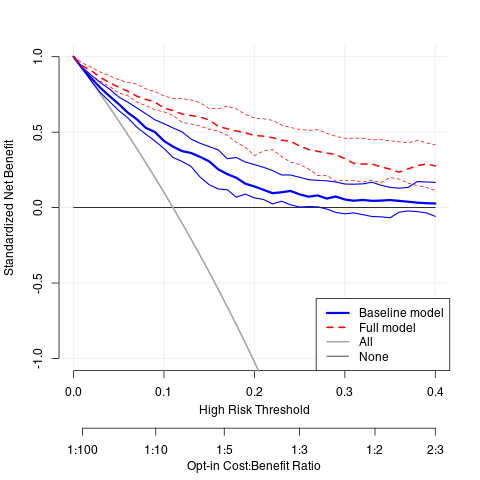 Standardized Net Benefit
1.0
0.5
0.0
-0.5
-1.0
Baseline model
Full model
All
None
0.0 0.1 0.2 0.3 0.4
High Risk Threshold
1:100 1:10 1:5 1:3 1:2 2:3
Opt-in Cost:Benefit Ratio